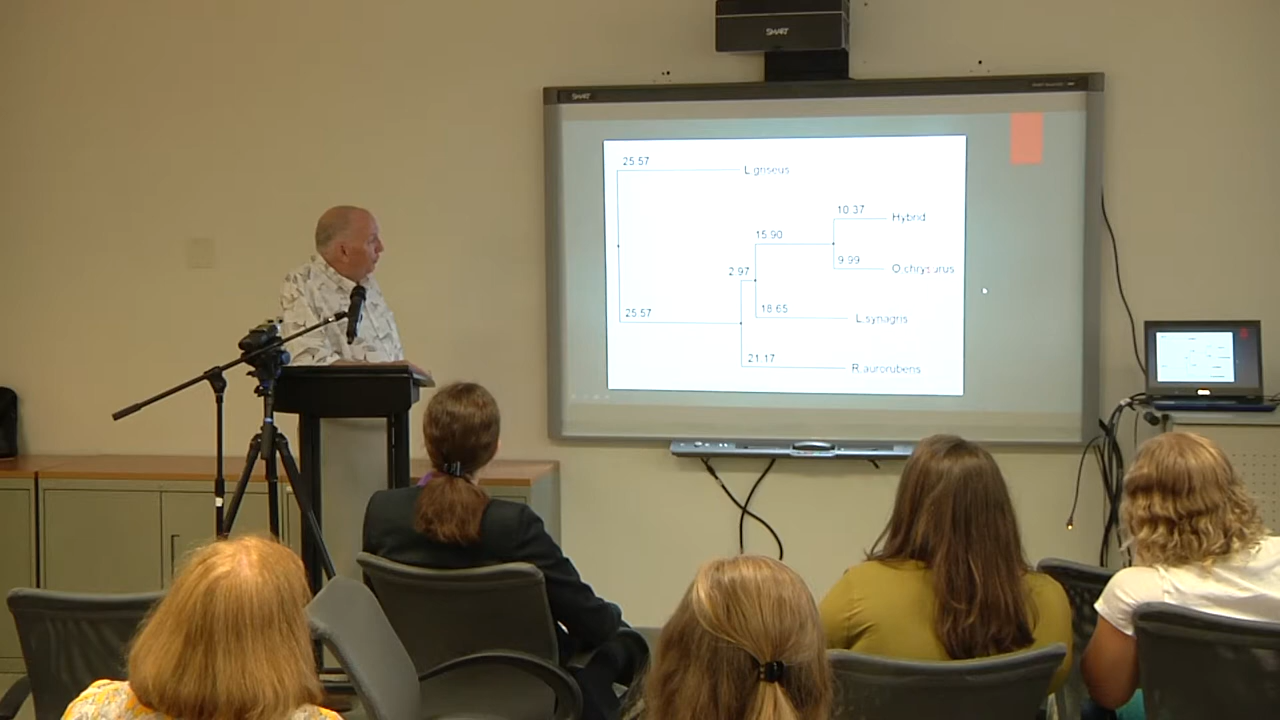 SMART
SMART
25.57
L.griseus
10.37
Hybrid
15.90
9.99
O.chrysurus
2.97
18.65
L.synagris
25.57
21.17
R.aurorubens